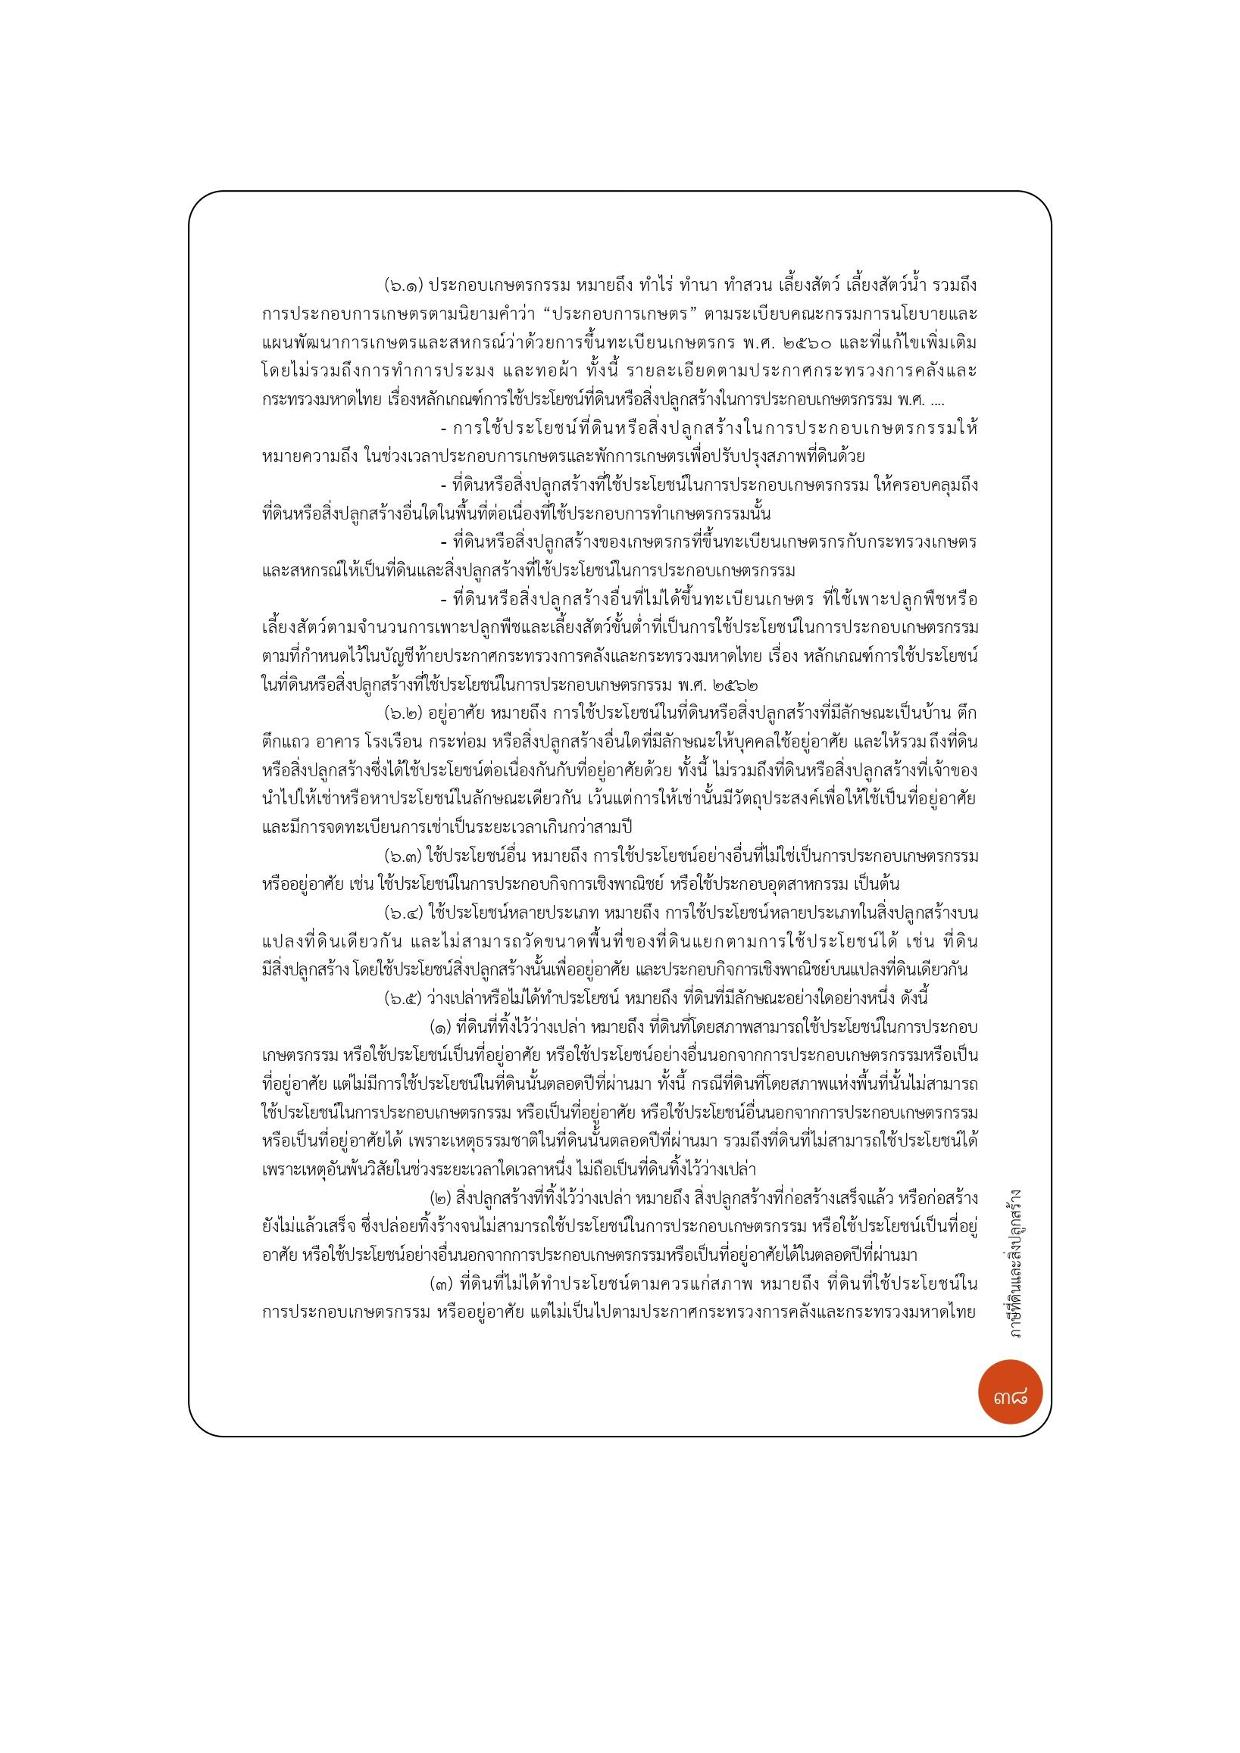 (๖.๑) ประกอบเกษตรกรรม หมายถึง ทำไร่ ทำนา ทำสวน เลี้ยงสัตว์ เลี้ยงสัตว์น้ำ รวมถึง
การประกอบการเกษตรตามนิยามคำว่า “ประกอบการเกษตร” ตามระเบียบคณะกรรมการนโยบายและ
แผนพัฒนาการเกษตรและสหกรณ์ว่าด้วยการขึ้นทะเบียนเกษตรกร พ.ศ. ๒๕๖๐ และที่แก้ไขเพิ่มเติม
โดยไม่รวมถึงการทำการประมง และทอผ้า ทั้งนี้ รายละเอียดตามประกาศกระทรวงการคลังและ
กระทรวงมหาดไทย เรื่องหลักเกณฑ์การใช้ประโยชน์ที่ดินหรือสิ่งปลูกสร้างในการประกอบเกษตรกรรม พ.ศ. ....
- การใช้ประโยชน์ที่ดินหรือสิ่งปลูกสร้างในการประกอบเกษตรกรรมให้
หมายความถึง ในช่วงเวลาประกอบการเกษตรและพักการเกษตรเพื่อปรับปรุงสภาพที่ดินด้วย
- ที่ดินหรือสิ่งปลูกสร้างที่ใช้ประโยชน์ในการประกอบเกษตรกรรม ให้ครอบคลุมถึง
ที่ดินหรือสิ่งปลูกสร้างอื่นใดในพื้นที่ต่อเนื่องที่ใช้ประกอบการทำเกษตรกรรมนั้น
- ที่ดินหรือสิ่งปลูกสร้างของเกษตรกรที่ขึ้นทะเบียนเกษตรกรกับกระทรวงเกษตร
และสหกรณ์ให้เป็นที่ดินและสิ่งปลูกสร้างที่ใช้ประโยชน์ในการประกอบเกษตรกรรม
- ที่ดินหรือสิ่งปลูกสร้างอื่นที่ไม่ได้ขึ้นทะเบียนเกษตร ที่ใช้เพาะปลูกพืชหรือ
เลี้ยงสัตว์ตามจำนวนการเพาะปลูกพืชและเลี้ยงสัตว์ขั้นต่ำที่เป็นการใช้ประโยชน์ในการประกอบเกษตรกรรม
ตามที่กำหนดไว้ในบัญชีท้ายประกาศกระทรวงการคลังและกระทรวงมหาดไทย เรื่อง หลักเกณฑ์การใช้ประโยชน์
ในที่ดินหรือสิ่งปลูกสร้างที่ใช้ประโยชน์ในการประกอบเกษตรกรรม พ.ศ. ๒๕๖๒
(๖.๒) อยู่อาศัย หมายถึง การใช้ประโยชน์ในที่ดินหรือสิ่งปลูกสร้างที่มีลักษณะเป็นบ้าน ตึก
ตึกแถว อาคาร โรงเรือน กระท่อม หรือสิ่งปลูกสร้างอื่นใดที่มีลักษณะให้บุคคลใช้อยู่อาศัย และให้รวมถึงที่ดิน
หรือสิ่งปลูกสร้างซึ่งได้ใช้ประโยชน์ต่อเนื่องกันกับที่อยู่อาศัยด้วย ทั้งนี้ ไม่รวมถึงที่ดินหรือสิ่งปลูกสร้างที่เจ้าของ
นำไปให้เช่าหรือหาประโยชน์ในลักษณะเดียวกัน เว้นแต่การให้เช่านั้นมีวัตถุประสงค์เพื่อให้ใช้เป็นที่อยู่อาศัย
และมีการจดทะเบียนการเช่าเป็นระยะเวลาเกินกว่าสามปี
(๖.๓) ใช้ประโยชน์อื่น หมายถึง การใช้ประโยชน์อย่างอื่นที่ไม่ใช่เป็นการประกอบเกษตรกรรม
หรืออยู่อาศัย เช่น ใช้ประโยชน์ในการประกอบกิจการเชิงพาณิชย์ หรือใช้ประกอบอุตสาหกรรม เป็นต้น
(๖.๔) ใช้ประโยชน์หลายประเภท หมายถึง การใช้ประโยชน์หลายประเภทในสิ่งปลูกสร้างบน
แปลงที่ดินเดียวกัน และไม่สามารถวัดขนาดพื้นที่ของที่ดินแยกตามการใช้ประโยชน์ได้ เช่น ที่ดิน
มีสิ่งปลูกสร้าง โดยใช้ประโยชน์สิ่งปลูกสร้างนั้นเพื่ออยู่อาศัย และประกอบกิจการเชิงพาณิชย์บนแปลงที่ดินเดียวกัน
(๖.๕) ว่างเปล่าหรือไม่ได้ทำประโยชน์ หมายถึง ที่ดินที่มีลักษณะอย่างใดอย่างหนึ่ง ดังนี้
(๑) ที่ดินที่ทิ้งไว้ว่างเปล่า หมายถึง ที่ดินที่โดยสภาพสามารถใช้ประโยชน์ในการประกอบ
เกษตรกรรม หรือใช้ประโยชน์เป็นที่อยู่อาศัย หรือใช้ประโยชน์อย่างอื่นนอกจากการประกอบเกษตรกรรมหรือเป็น
ที่อยู่อาศัย แต่ไม่มีการใช้ประโยชน์ในที่ดินนั้นตลอดปีที่ผ่านมา ทั้งนี้ กรณีที่ดินที่โดยสภาพแห่งพื้นที่นั้นไม่สามารถ
ใช้ประโยชน์ในการประกอบเกษตรกรรม หรือเป็นที่อยู่อาศัย หรือใช้ประโยชน์อื่นนอกจากการประกอบเกษตรกรรม
หรือเป็นที่อยู่อาศัยได้ เพราะเหตุธรรมชาติในที่ดินนั้นตลอดปีที่ผ่านมา รวมถึงที่ดินที่ไม่สามารถใช้ประโยชน์ได้
เพราะเหตุอันพ้นวิสัยในช่วงระยะเวลาใดเวลาหนึ่ง ไม่ถือเป็นที่ดินทิ้งไว้ว่างเปล่า
(๒) สิ่งปลูกสร้างที่ทิ้งไว้ว่างเปล่า หมายถึง สิ่งปลูกสร้างที่ก่อสร้างเสร็จแล้ว หรือก่อสร้าง
ยังไม่แล้วเสร็จ ซึ่งปล่อยทิ้งร้างจนไม่สามารถใช้ประโยชน์ในการประกอบเกษตรกรรม หรือใช้ประโยชน์เป็นที่อยู่
อาศัย หรือใช้ประโยชน์อย่างอื่นนอกจากการประกอบเกษตรกรรมหรือเป็นที่อยู่อาศัยได้ในตลอดปีที่ผ่านมา
(๓) ที่ดินที่ไม่ได้ทำประโยชน์ตามควรแก่สภาพ หมายถึง ที่ดินที่ใช้ประโยชน์ใน
การประกอบเกษตรกรรม หรืออยู่อาศัย แต่ไม่เป็นไปตามประกาศกระทรวงการคลังและกระทรวงมหาดไทย
ภาษีที่ดินและสิ่งปลูกสร้าง
๓๘